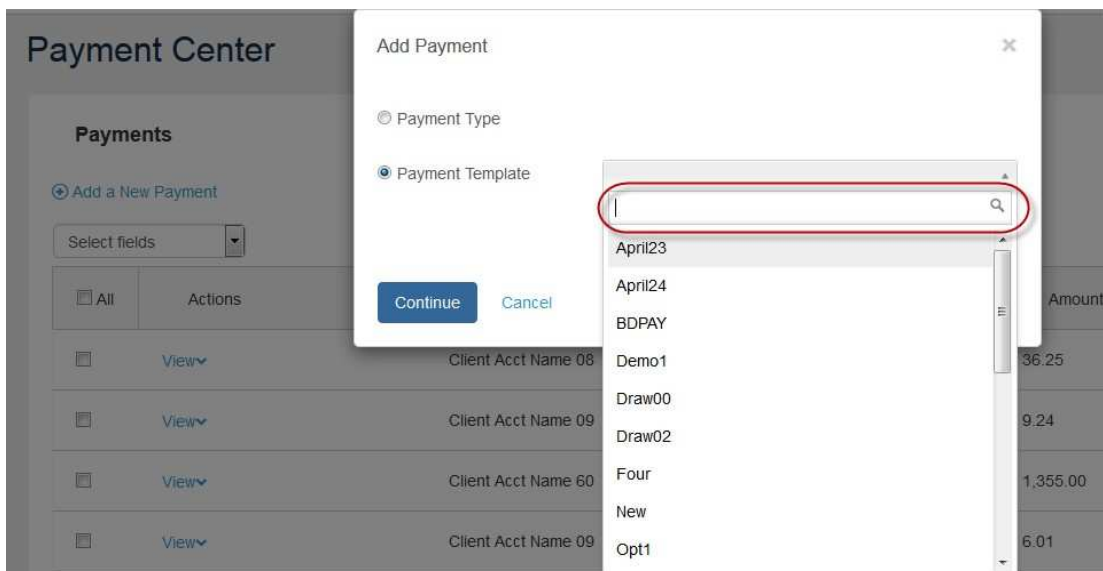 Payment Center
Add Payment
×
Payments
Payment Type
Add a New Payment
Payment Template
Select fields
April23
All
Actions
Continue
Cancel
April24
Amount
BDPAY
View
Client Acct Name 08
Demo1
36.25
Draw00
View
Client Acct Name 09
Draw02
9.24
View
Client Acct Name 60
Four
1,355.00
New
View
Client Acct Name 09
Opt1
6.01